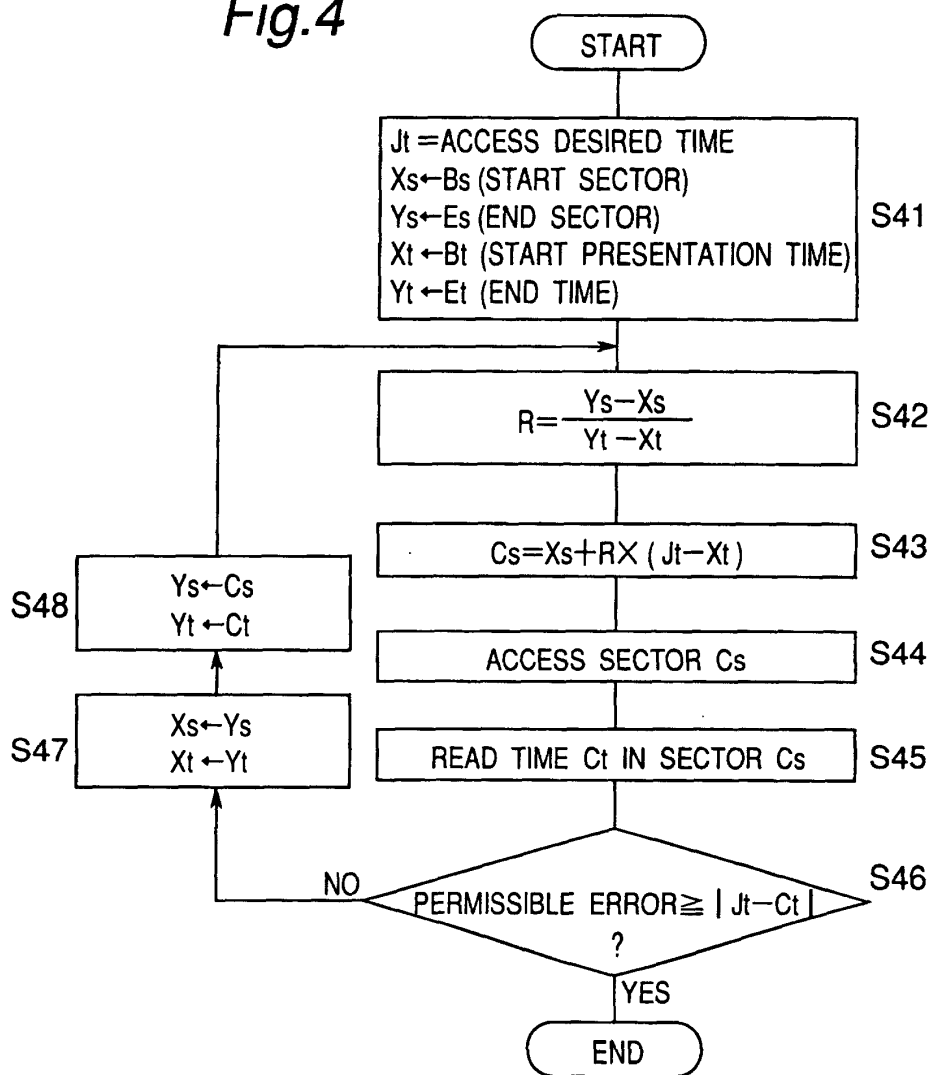 Fig.4
START
Jt =ACCESS DESIRED TIME
Xs←Bs (START SECTOR)
Ys←Es (END SECTOR)
Xt ←Bt (START PRESENTATION TIME)
Yt ←Et (END TIME)
S41
R= Ys−Xs
Yt −Xt
S42
Cs=Xs+R× ( Jt−Xt )
S43
ACCESS SECTOR Cs
S44
READ TIME Ct IN SECTOR Cs
S45
PERMISSIBLE ERROR≧ | Jt−Ct |
?
S46
NO
YES
S47
Xs←Ys
Xt ←Yt
S48
Ys←Cs
Yt ←Ct
END